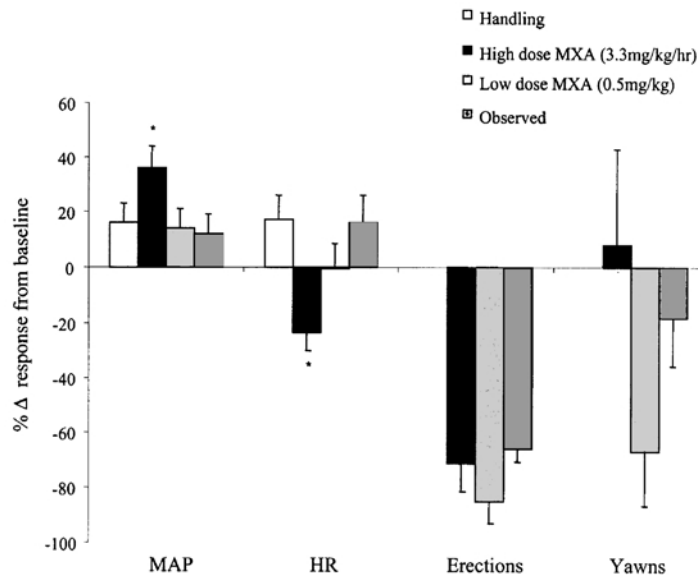 Handling
High dose MXA (3.3mg/kg/hr)
Low dose MXA (0.5mg/kg)
Observed
% Δ response from baseline
60
40
20
0
-20
-40
-60
-80
-100
*
*
MAP
HR
Erections
Yawns